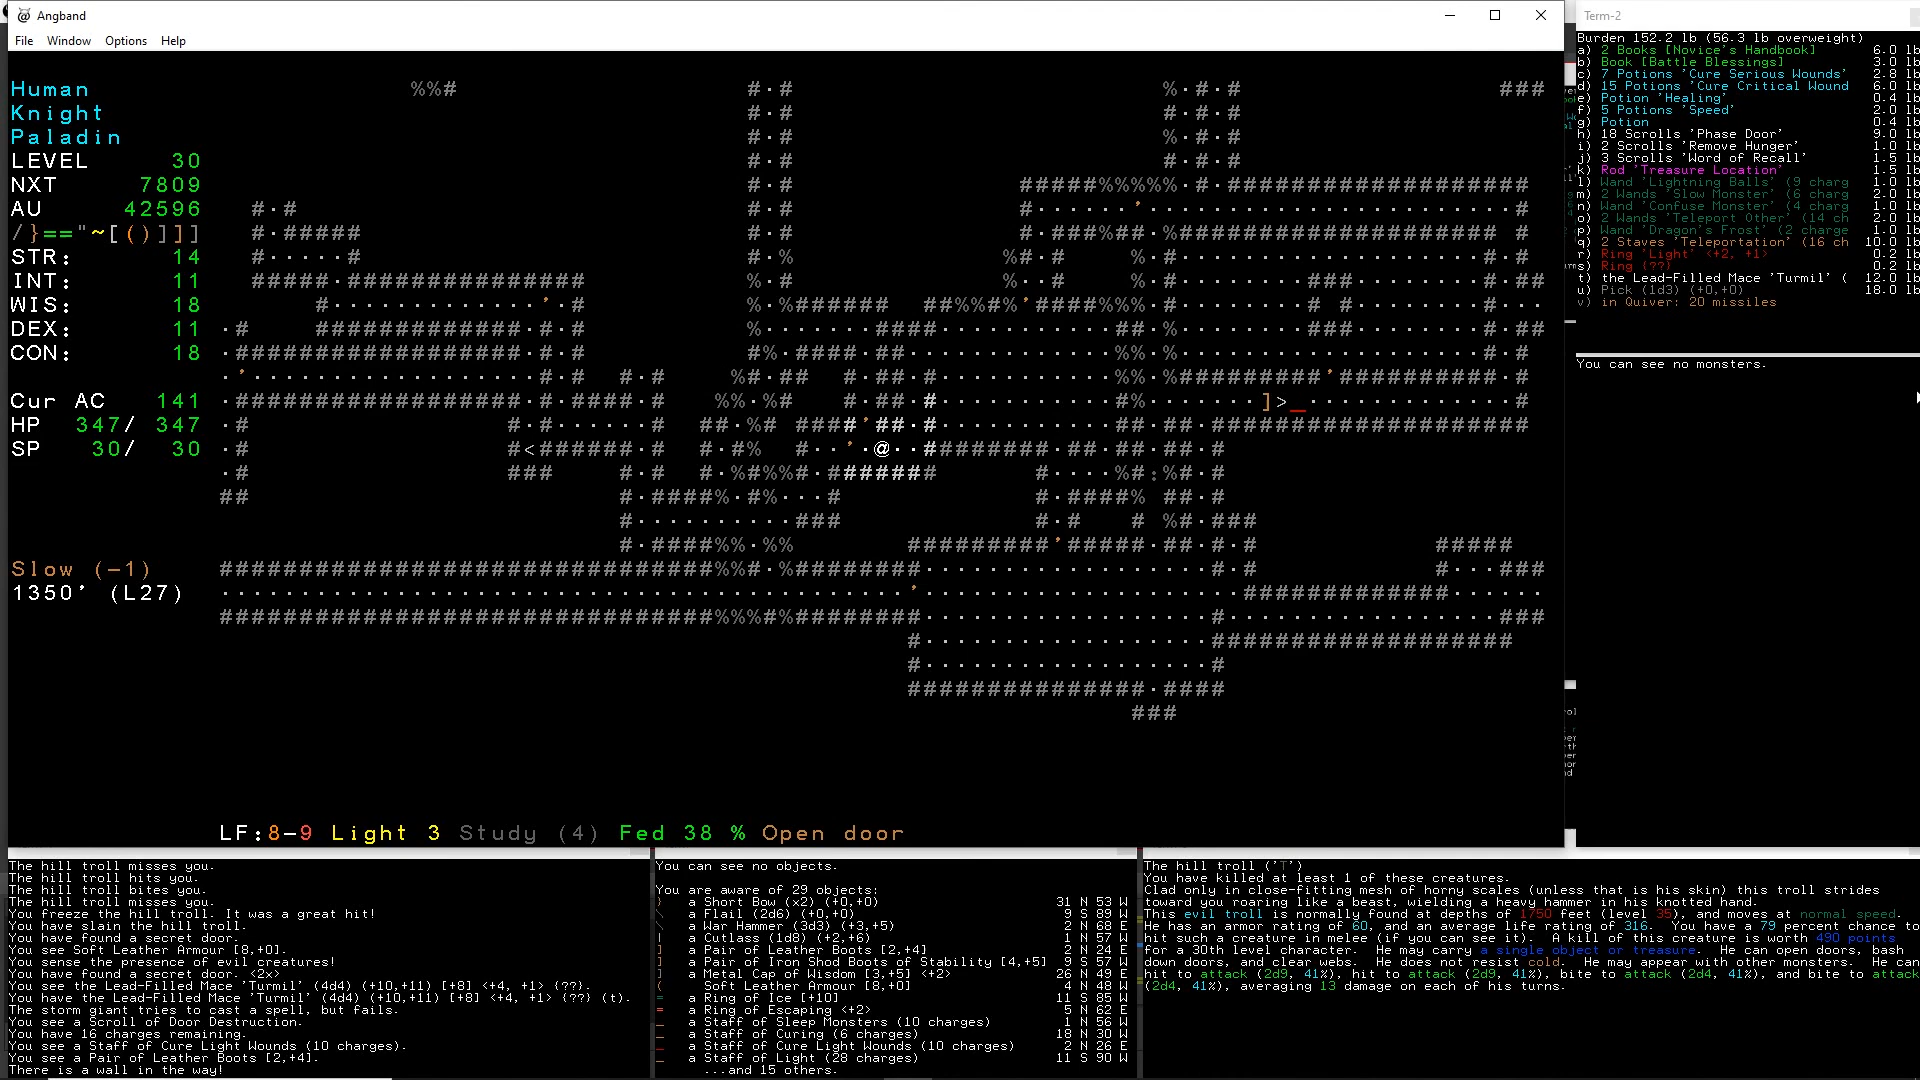 Angband
File Window Options Help
Human
Knight
Paladin
LEVEL 30
NXT 7809
AU 42596
STR: 14
INT: 11
WIS: 18
DEX: 11
CON: 18
Cur AC 141
HP 347/ 347
SP 30/ 30
Slow (-1)
1350' (L27)
LF:8-9 Light 3 Study (4) Fed 38 % Open door
Term-2
Burden 152.2 lb (56.3 lb overweight)
a) 2 Books [Novice's Handbook] 6.0 lb
b) Book [Battle Blessings] 3.0 lb
c) 7 Potions 'Cure Serious Wounds' 2.8 lb
d) 15 Potions 'Cure Critical Wound 6.0 lb
e) Potion 'Healing' 0.4 lb
f) 5 Potions 'Speed' 2.0 lb
g) Potion 0.4 lb
h) 18 Scrolls 'Phase Door' 9.0 lb
i) 2 Scrolls 'Remove Hunger' 1.0 lb
j) 3 Scrolls 'Word of Recall' 1.5 lb
k) Rod 'Treasure Location' 1.5 lb
l) Wand 'Lightning Balls' (9 charg 1.0 lb
m) 2 Wands 'Slow Monster' (6 charg 2.0 lb
n) Wand 'Confuse Monster' (4 charg 1.0 lb
o) 2 Wands 'Teleport Other' (14 ch 2.0 lb
p) Wand 'Dragon's Frost' (2 charge 1.0 lb
q) 2 Staves 'Teleportation' (16 ch 10.0 lb
r) Ring 'Light' <+2, +1> 0.2 lb
s) Ring {??} 0.2 lb
t) the Lead-Filled Mace 'Turmil' ( 12.0 lb
u) Pick (1d3) (+0,+0) 18.0 lb
v) in Quiver: 20 missiles
You can see no monsters.
The hill troll misses you.
The hill troll hits you.
The hill troll bites you.
The hill troll misses you.
You freeze the hill troll. It was a great hit!
You have slain the hill troll.
You have found a secret door.
You see Soft Leather Armour [8,+0].
You sense the presence of evil creatures!
You have found a secret door. <2x>
You see the Lead-Filled Mace 'Turmil' (4d4) (+10,+11) [+8] <+4, +1> {??}.
You have the Lead-Filled Mace 'Turmil' (4d4) (+10,+11) [+8] <+4, +1> {??} (t).
The storm giant tries to cast a spell, but fails.
You see a Scroll of Door Destruction.
You have 16 charges remaining.
You see a Staff of Cure Light Wounds (10 charges).
You see a Pair of Leather Boots [2,+4].
There is a wall in the way!
You can see no objects.
You are aware of 29 objects:
} a Short Bow (x2) (+0,+0) 31 N 53 W
\ a Flail (2d6) (+0,+0) 9 S 89 W
\ a War Hammer (3d3) (+3,+5) 2 N 68 E
| a Cutlass (1d8) (+2,+6) 1 N 57 W
] a Pair of Leather Boots [2,+4] 2 N 24 E
] a Pair of Iron Shod Boots of Stability [4,+5] 9 S 57 W
] a Metal Cap of Wisdom [3,+5] <+2> 26 N 49 E
( Soft Leather Armour [8,+0] 4 N 48 W
= a Ring of Ice [+10] 11 S 85 W
= a Ring of Escaping <+2> 5 N 62 E
_ a Staff of Sleep Monsters (10 charges) 1 N 56 W
_ a Staff of Curing (6 charges) 18 N 30 W
_ a Staff of Cure Light Wounds (10 charges) 2 N 26 E
_ a Staff of Light (28 charges) 11 S 90 W
...and 15 others.
The hill troll ('T')
You have killed at least 1 of these creatures.
Clad only in close-fitting mesh of horny scales (unless that is his skin) this troll strides
toward you roaring like a beast, wielding a heavy hammer in his knotted hand.
This evil troll is normally found at depths of 1750 feet (level 35), and moves at normal speed.
He has an armor rating of 60, and an average life rating of 316. You have a 79 percent chance to
hit such a creature in melee (if you can see it). A kill of this creature is worth 490 points
For a 30th level character. He may carry a single object or treasure. He can open doors, bash
down doors, and clear webs. He does not resist cold. He may appear with other monsters. He can
hit to attack (2d9, 41%), hit to attack (2d9, 41%), bite to attack (2d4, 41%), and bite to attack
(2d4, 41%), averaging 13 damage on each of his turns.